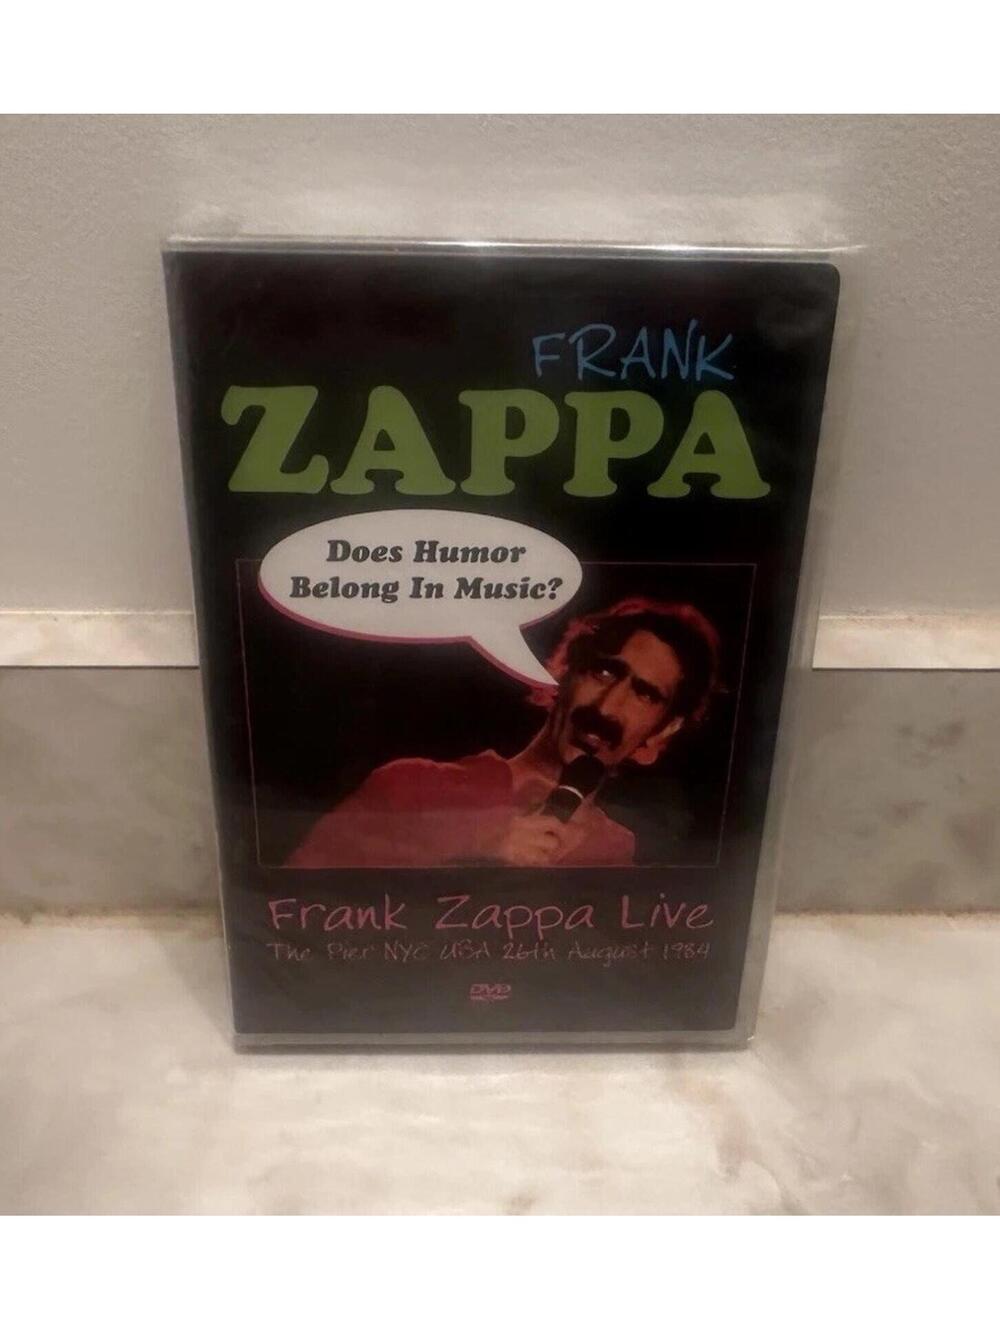 FRANK
ZAPPA
Does Humor
Belong In Music?
Frank Zappa Live
The Pier NYC USA 26th August 1984
DVD